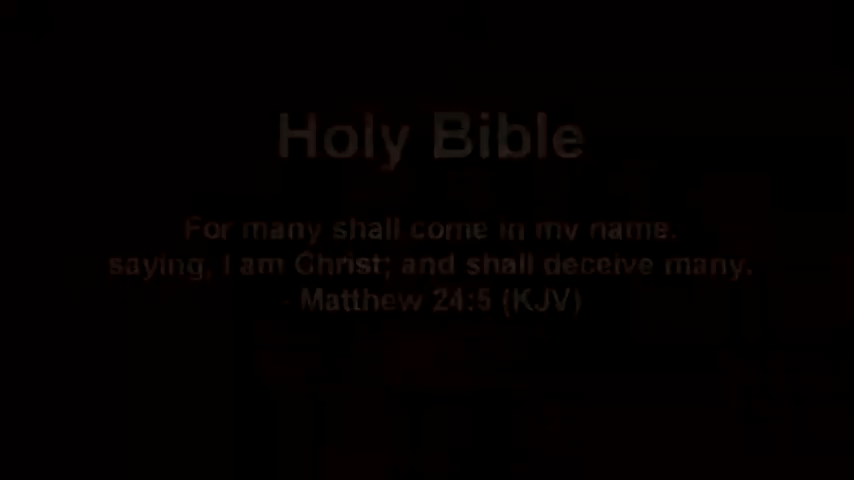 Holy Bible
For many shall come in my name,
saying, I am Christ; and shall deceive many.
- Matthew 24:5 (KJV)